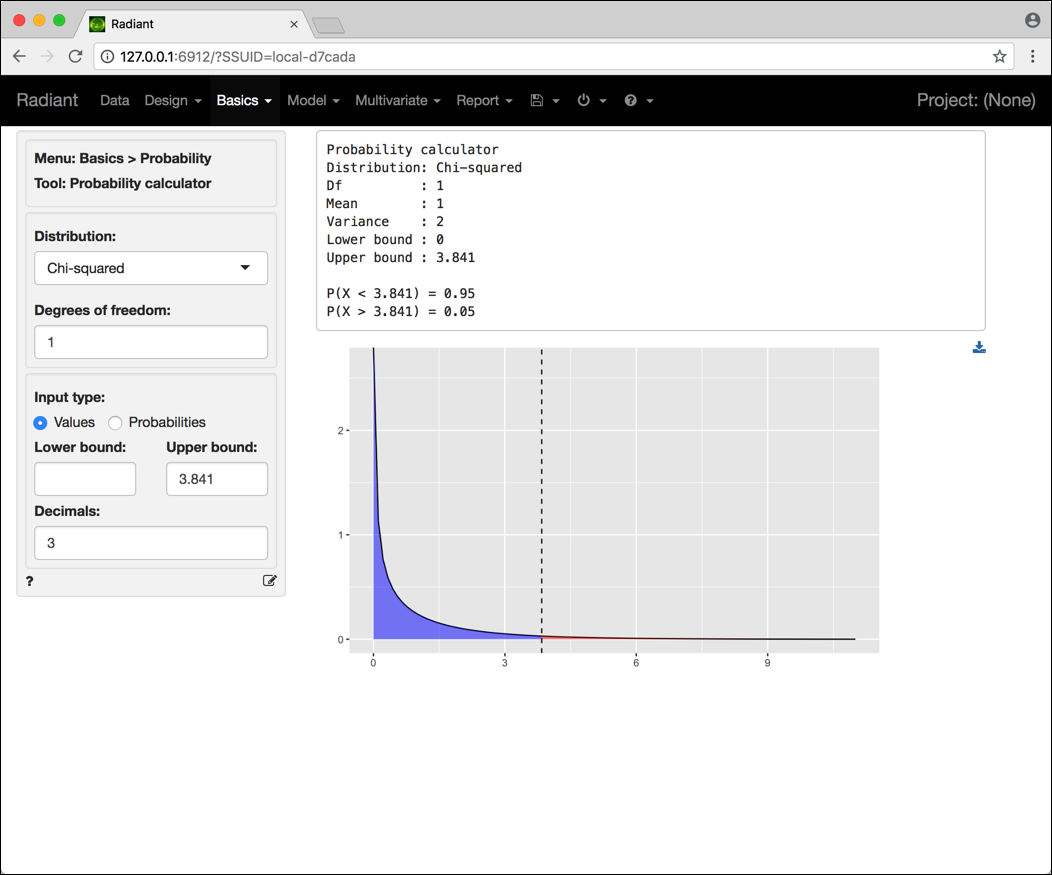 Radiant
127.0.0.1:6912/?SSUID=local-d7cada
Radiant Data Design Basics Model Multivariate Report Project: (None)
Menu: Basics > Probability
Tool: Probability calculator
Distribution:
Chi-squared
Degrees of freedom:
1
Input type:
Values Probabilities
Lower bound: Upper bound:
3.841
Decimals:
3
?
Probability calculator
Distribution: Chi-squared
Df : 1
Mean : 1
Variance : 2
Lower bound : 0
Upper bound : 3.841
P(X < 3.841) = 0.95
P(X > 3.841) = 0.05
2
1
0
0 3 6 9